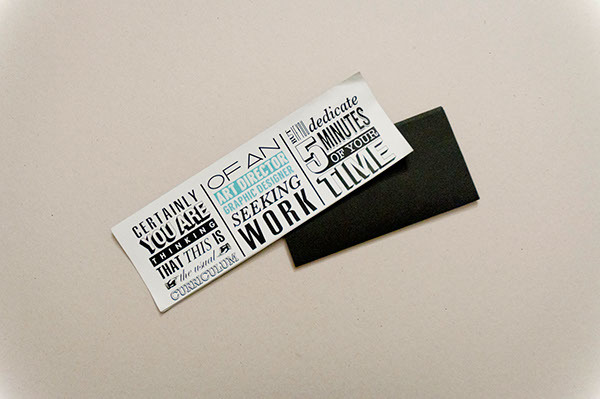 CERTAINLY
YOU ARE
THINKING
THAT THIS IS
the usual
CURRICULUM
OF AN
ART DIRECTOR
GRAPHIC DESIGNER
SEEKING
WORK
dedicate
5 MINUTES
OF YOUR
TIME